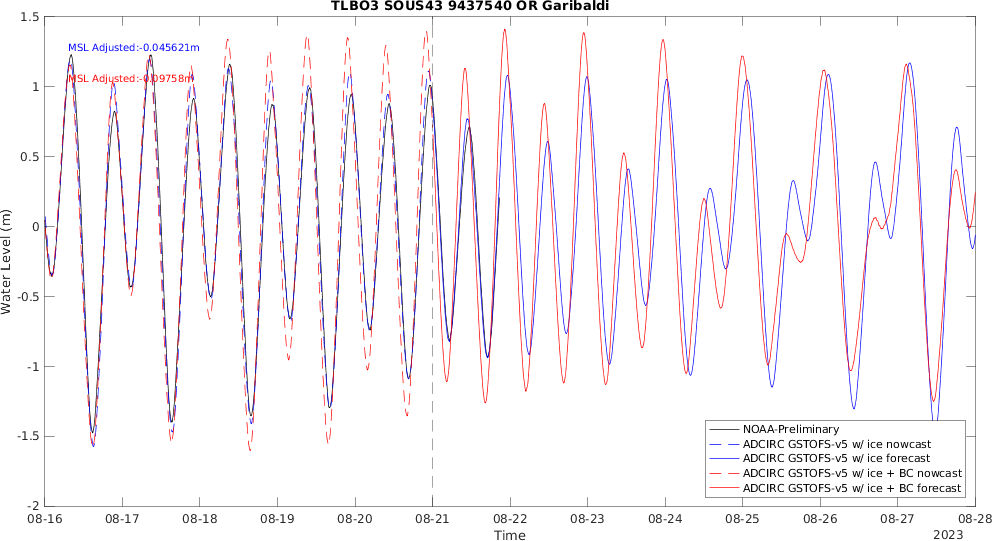 TLBO3 SOUS43 9437540 OR Garibaldi
MSL Adjusted:-0.045621m
MSL Adjusted:-0.09758m
Water Level (m)
1.5
1
0.5
0
-0.5
-1
-1.5
-2
NOAA-Preliminary
ADCIRC GSTOFS-v5 w/ ice nowcast
ADCIRC GSTOFS-v5 w/ ice forecast
ADCIRC GSTOFS-v5 w/ ice + BC nowcast
ADCIRC GSTOFS-v5 w/ ice + BC forecast
08-16 08-17 08-18 08-19 08-20 08-21 08-22 08-23 08-24 08-25 08-26 08-27 08-28
Time
2023